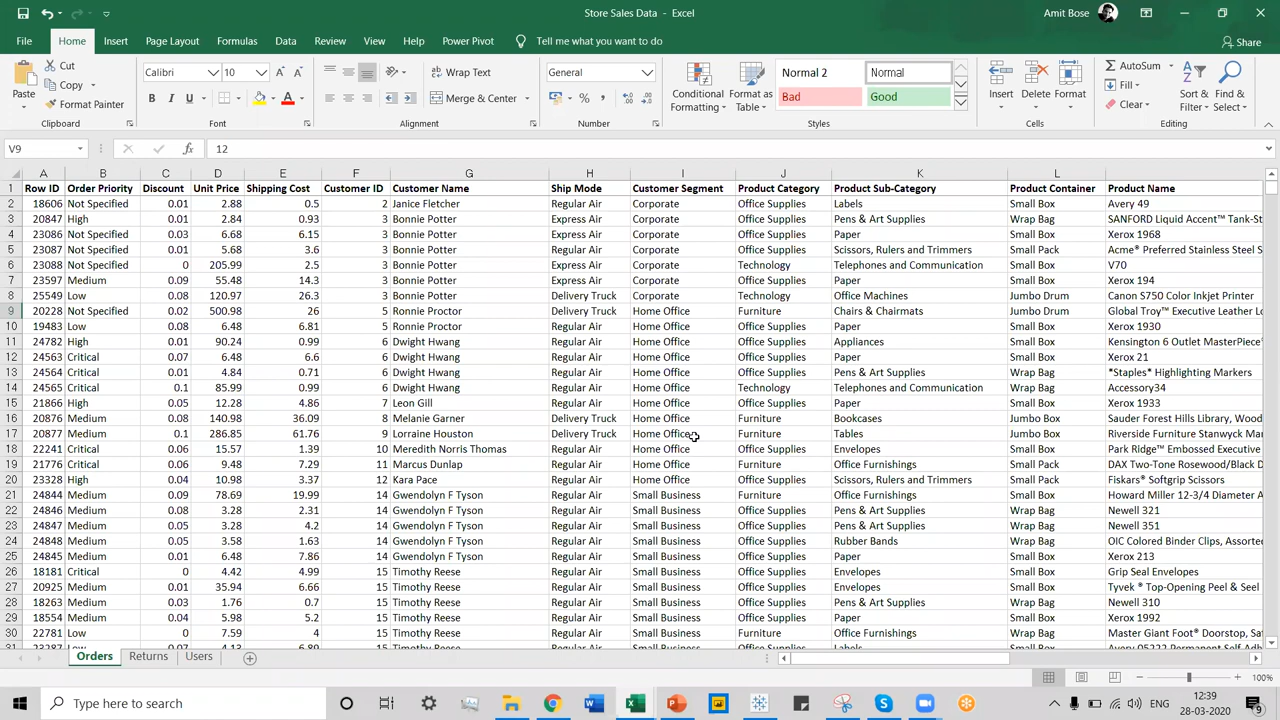 Store Sales Data - Excel
Amit Bose
File Home Insert Page Layout Formulas Data Review View Help Power Pivot Tell me what you want to do Share
Paste
Cut
Copy
Format Painter
Clipboard
Calibri 10
B I U
Font
Wrap Text
Merge & Center
Alignment
General
Number
Conditional Formatting
Format as Table
Normal 2 Normal
Bad Good
Styles
Insert Delete Format
Cells
AutoSum
Fill
Clear
Sort & Filter
Find & Select
Editing
V9 fx 12
A B C D E F G H I J K L M
1 Row ID Order Priority Discount Unit Price Shipping Cost Customer ID Customer Name Ship Mode Customer Segment Product Category Product Sub-Category Product Container Product Name
2 18606 Not Specified 0.01 2.88 0.5 2 Janice Fletcher Regular Air Corporate Office Supplies Labels Small Box Avery 49
3 20847 High 0.01 2.84 0.93 3 Bonnie Potter Express Air Corporate Office Supplies Pens & Art Supplies Wrap Bag SANFORD Liquid Accent™ Tank-St
4 23086 Not Specified 0.03 6.68 6.15 3 Bonnie Potter Express Air Corporate Office Supplies Paper Small Box Xerox 1968
5 23087 Not Specified 0.01 5.68 3.6 3 Bonnie Potter Regular Air Corporate Office Supplies Scissors, Rulers and Trimmers Small Pack Acme® Preferred Stainless Steel S
6 23088 Not Specified 0 205.99 2.5 3 Bonnie Potter Express Air Corporate Technology Telephones and Communication Small Box V70
7 23597 Medium 0.09 55.48 14.3 3 Bonnie Potter Express Air Corporate Office Supplies Paper Small Box Xerox 194
8 25549 Low 0.08 120.97 26.3 3 Bonnie Potter Delivery Truck Corporate Technology Office Machines Jumbo Drum Canon S750 Color Inkjet Printer
9 20228 Not Specified 0.02 500.98 26 5 Ronnie Proctor Delivery Truck Home Office Furniture Chairs & Chairmats Jumbo Drum Global Troy™ Executive Leather Lo
10 19483 Low 0.08 6.48 6.81 5 Ronnie Proctor Regular Air Home Office Office Supplies Paper Small Box Xerox 1930
11 24782 High 0.01 90.24 0.99 6 Dwight Hwang Regular Air Home Office Office Supplies Appliances Small Box Kensington 6 Outlet MasterPiece®
12 24563 Critical 0.07 6.48 6.6 6 Dwight Hwang Regular Air Home Office Office Supplies Paper Small Box Xerox 21
13 24564 Critical 0.01 4.84 0.71 6 Dwight Hwang Regular Air Home Office Office Supplies Pens & Art Supplies Wrap Bag *Staples* Highlighting Markers
14 24565 Critical 0.1 85.99 0.99 6 Dwight Hwang Regular Air Home Office Technology Telephones and Communication Wrap Bag Accessory34
15 21866 High 0.05 12.28 4.86 7 Leon Gill Regular Air Home Office Office Supplies Paper Small Box Xerox 1933
16 20876 Medium 0.08 140.98 36.09 8 Melanie Garner Delivery Truck Home Office Furniture Bookcases Jumbo Box Sauder Forest Hills Library, Wood
17 20877 Medium 0.1 286.85 61.76 9 Lorraine Houston Delivery Truck Home Office Furniture Tables Jumbo Box Riverside Furniture Stanwyck Man
18 22241 Critical 0.06 15.57 1.39 10 Meredith Norris Thomas Regular Air Home Office Office Supplies Envelopes Small Box Park Ridge™ Embossed Executive
19 21776 Critical 0.06 9.48 7.29 11 Marcus Dunlap Regular Air Home Office Furniture Office Furnishings Small Pack DAX Two-Tone Rosewood/Black D
20 23328 High 0.04 10.98 3.37 12 Kara Pace Regular Air Home Office Office Supplies Scissors, Rulers and Trimmers Small Pack Fiskars® Softgrip Scissors
21 24844 Medium 0.09 78.69 19.99 14 Gwendolyn F Tyson Regular Air Small Business Furniture Office Furnishings Small Box Howard Miller 12-3/4 Diameter A
22 24846 Medium 0.08 3.28 2.31 14 Gwendolyn F Tyson Regular Air Small Business Office Supplies Pens & Art Supplies Wrap Bag Newell 321
23 24847 Medium 0.05 3.28 4.2 14 Gwendolyn F Tyson Regular Air Small Business Office Supplies Pens & Art Supplies Wrap Bag Newell 351
24 24848 Medium 0.05 3.58 1.63 14 Gwendolyn F Tyson Regular Air Small Business Office Supplies Rubber Bands Wrap Bag OIC Colored Binder Clips, Assorted
25 24845 Medium 0.01 6.48 7.86 14 Gwendolyn F Tyson Regular Air Small Business Office Supplies Paper Small Box Xerox 213
26 18181 Critical 0 4.42 4.99 15 Timothy Reese Regular Air Small Business Office Supplies Envelopes Small Box Grip Seal Envelopes
27 20925 Medium 0.01 35.94 6.66 15 Timothy Reese Regular Air Small Business Office Supplies Envelopes Small Box Tyvek ® Top-Opening Peel & Seel
28 18263 Medium 0.03 1.76 0.7 15 Timothy Reese Regular Air Small Business Office Supplies Pens & Art Supplies Wrap Bag Newell 310
29 18554 Medium 0.04 5.98 5.2 15 Timothy Reese Regular Air Small Business Office Supplies Paper Small Box Xerox 1992
30 22781 Low 0 7.59 4 15 Timothy Reese Regular Air Small Business Furniture Office Furnishings Wrap Bag Master Giant Foot® Doorstop, Sa
Orders Returns Users
100%
Type here to search
ENG
12:39
28-03-2020